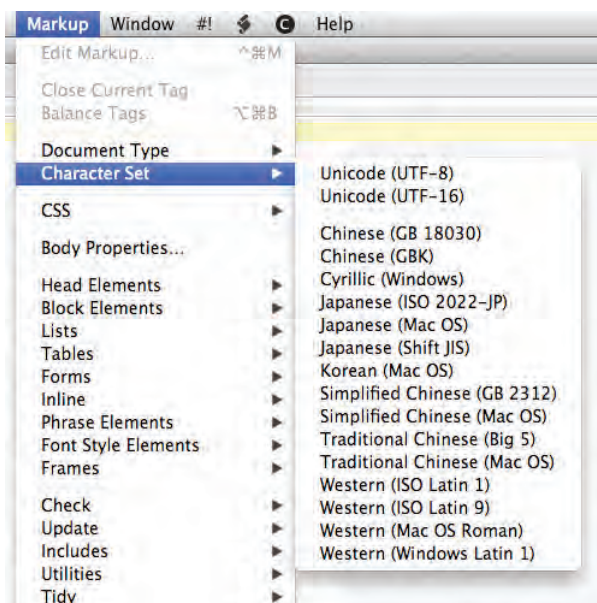 Markup Window #! C Help
Edit Markup... ^⌘M
Close Current Tag
Balance Tags ⌥⌘B
Document Type
Character Set
CSS
Body Properties...
Head Elements
Block Elements
Lists
Tables
Forms
Inline
Phrase Elements
Font Style Elements
Frames
Check
Update
Includes
Utilities
Tidy
Unicode (UTF-8)
Unicode (UTF-16)
Chinese (GB 18030)
Chinese (GBK)
Cyrillic (Windows)
Japanese (ISO 2022-JP)
Japanese (Mac OS)
Japanese (Shift JIS)
Korean (Mac OS)
Simplified Chinese (GB 2312)
Simplified Chinese (Mac OS)
Traditional Chinese (Big 5)
Traditional Chinese (Mac OS)
Western (ISO Latin 1)
Western (ISO Latin 9)
Western (Mac OS Roman)
Western (Windows Latin 1)